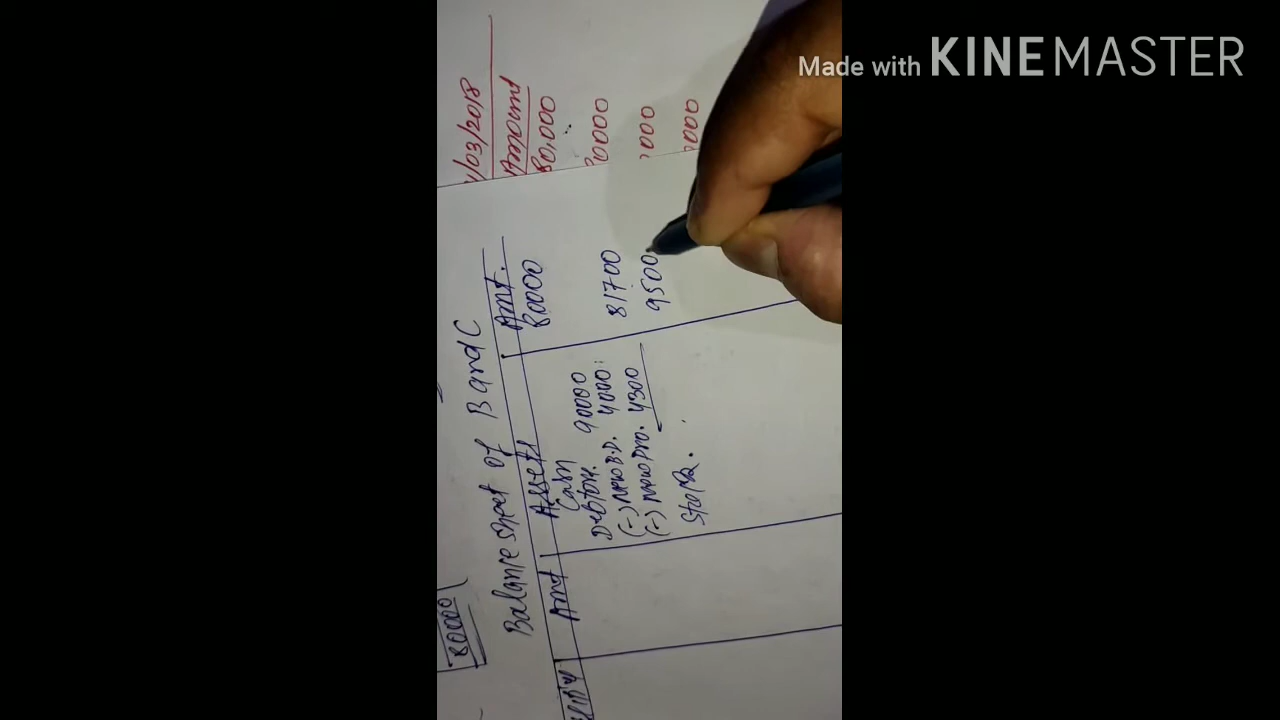 Made with KINEMASTER
/03/2018
Amount
80,000
0000
000
000
80000
Balance sheet of B and C
Amt Assets Amt.
Cash 80000
Debtors. 90000
(-) New B.D. 4000
(-) New Pro. 4300 81700
Stock. 9500